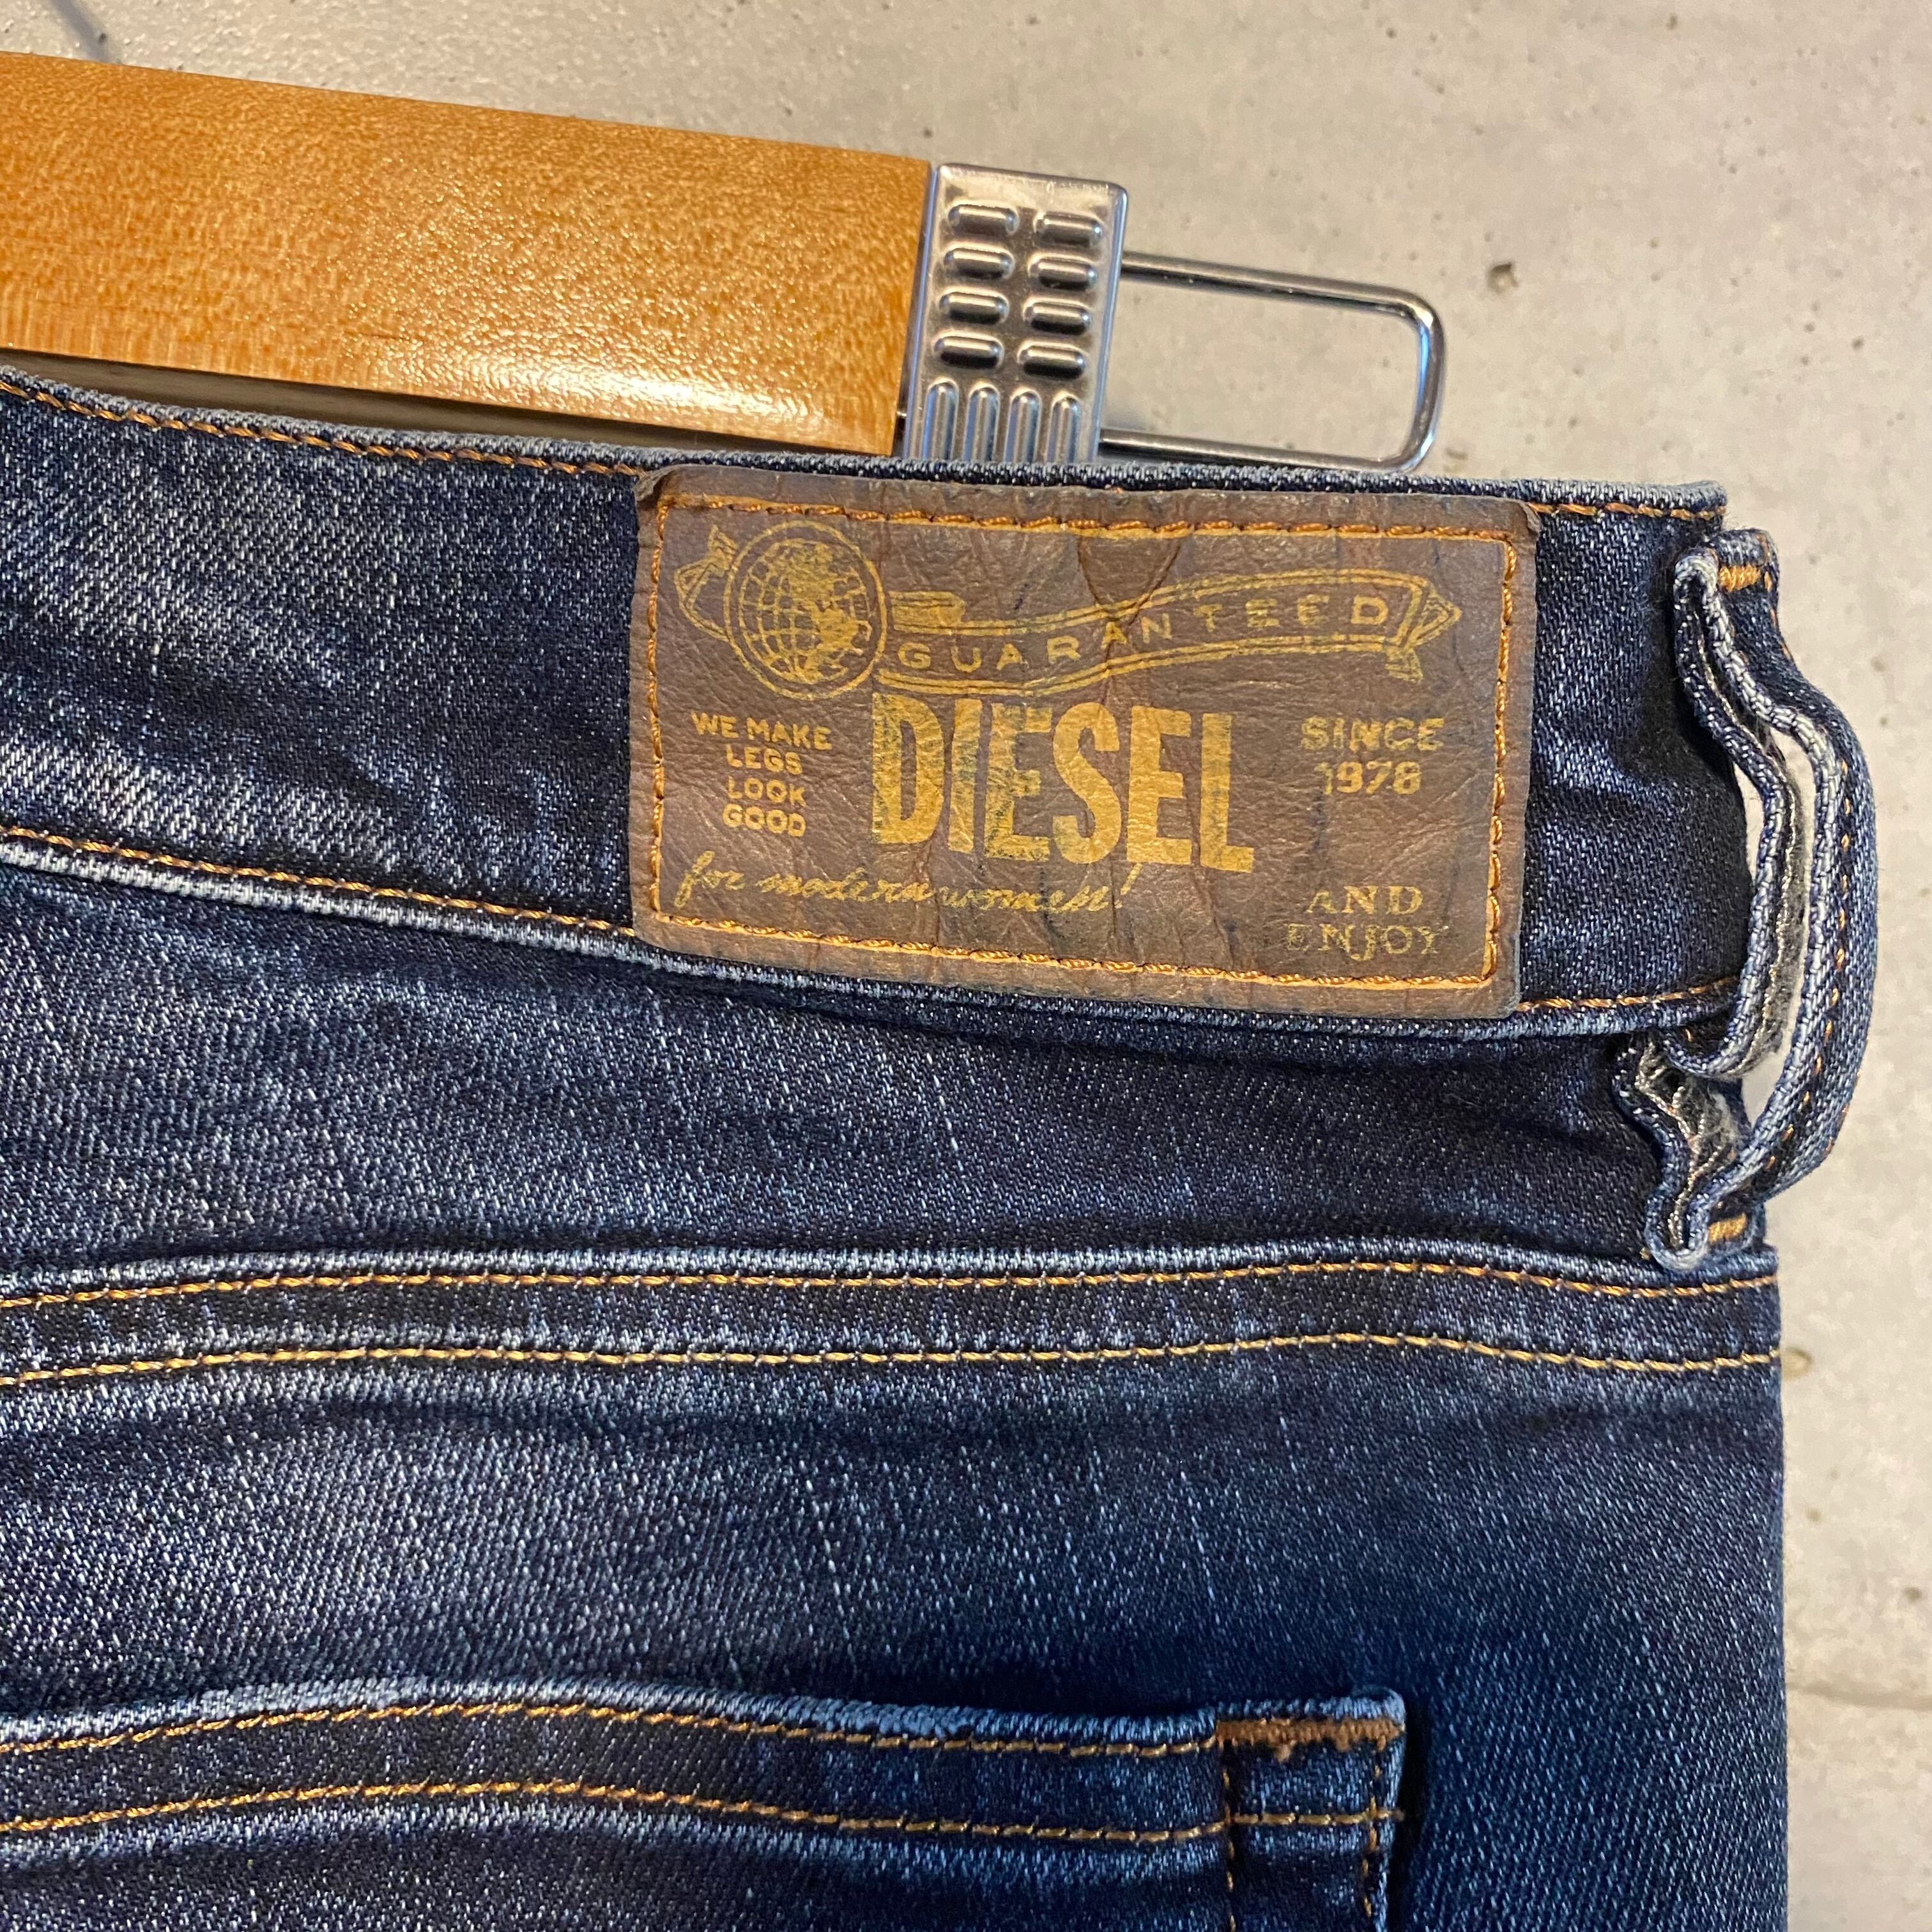 GUARANTEED
WE MAKE
LEGS
LOOK
GOOD
DIESEL
SINCE
1978
for modern women!
AND
ENJOY